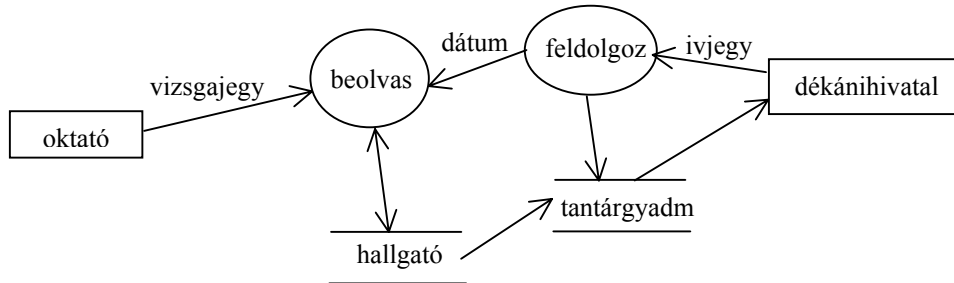 vizsgajegy
beolvas
dátum
feldolgoz
ivjegy
dékánihivatal
oktató
hallgató
tantárgyadm